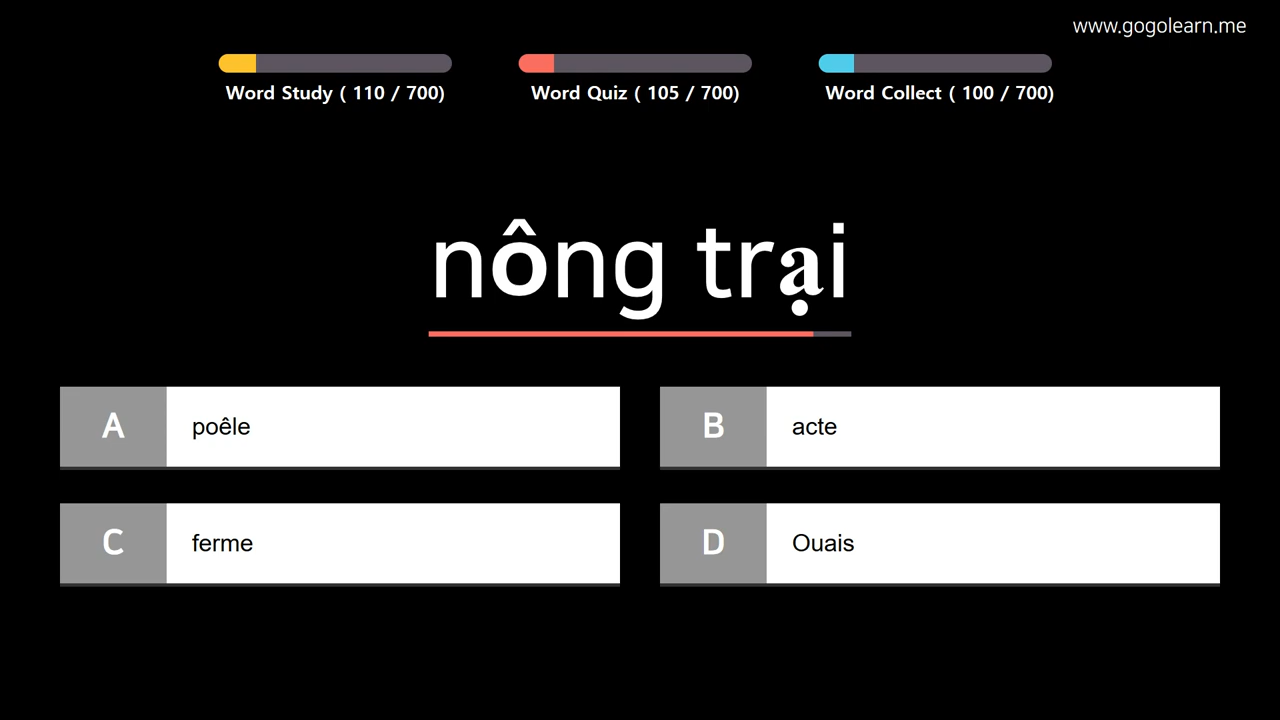 www.gogolearn.me
Word Study ( 110 / 700)
Word Quiz ( 105 / 700)
Word Collect ( 100 / 700)
nông trại
A poêle
B acte
C ferme
D Ouais